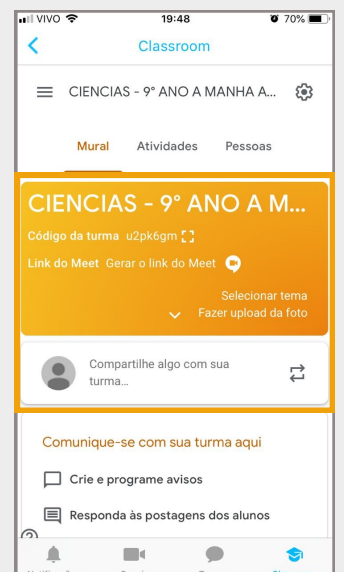 VIVO 19:48 70%
Classroom
CIENCIAS - 9° ANO A MANHA A...
Mural Atividades Pessoas
CIENCIAS - 9° ANO A M...
Código da turma u2pk6gm
Link do Meet Gerar o link do Meet
Selecionar tema
Fazer upload da foto
Compartilhe algo com sua
turma...
Comunique-se com sua turma aqui
Crie e programe avisos
Responda às postagens dos alunos